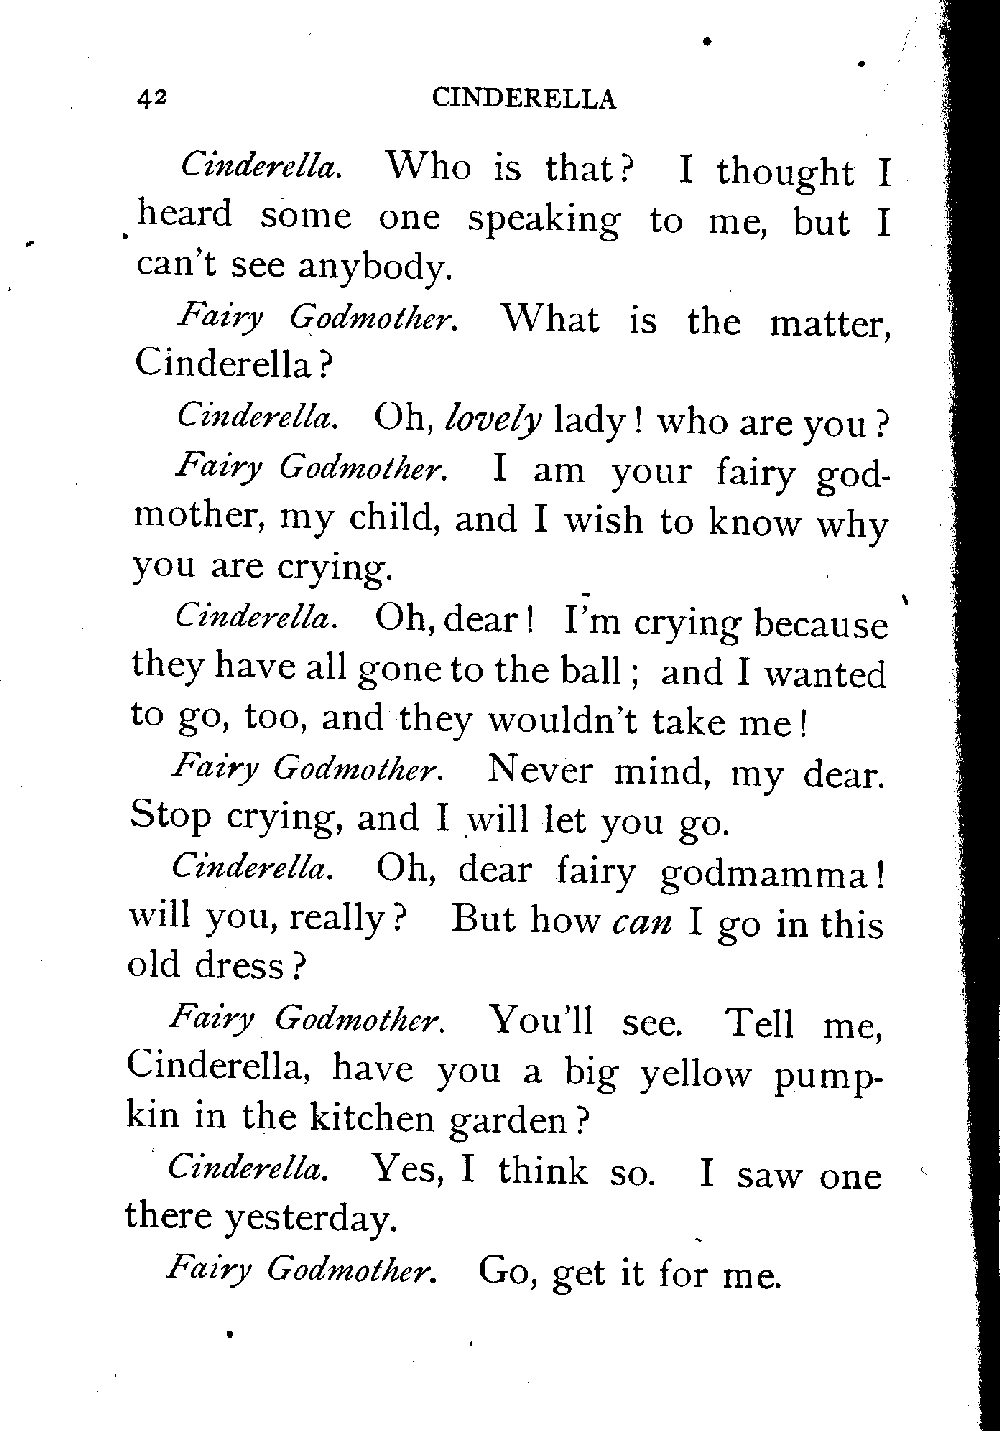 42 CINDERELLA
Cinderella. Who is that? I thought I
heard some one speaking to me, but I
can't see anybody.
Fairy Godmother. What is the matter,
Cinderella?
Cinderella. Oh, lovely lady! who are you?
Fairy Godmother. I am your fairy god-
mother, my child, and I wish to know why
you are crying.
Cinderella. Oh, dear! I'm crying because
they have all gone to the ball; and I wanted
to go, too, and they wouldn't take me!
Fairy Godmother. Never mind, my dear.
Stop crying, and I will let you go.
Cinderella. Oh, dear fairy godmamma!
will you, really? But how can I go in this
old dress?
Fairy Godmother. You'll see. Tell me,
Cinderella, have you a big yellow pump-
kin in the kitchen garden?
Cinderella. Yes, I think so. I saw one
there yesterday.
Fairy Godmother. Go, get it for me.